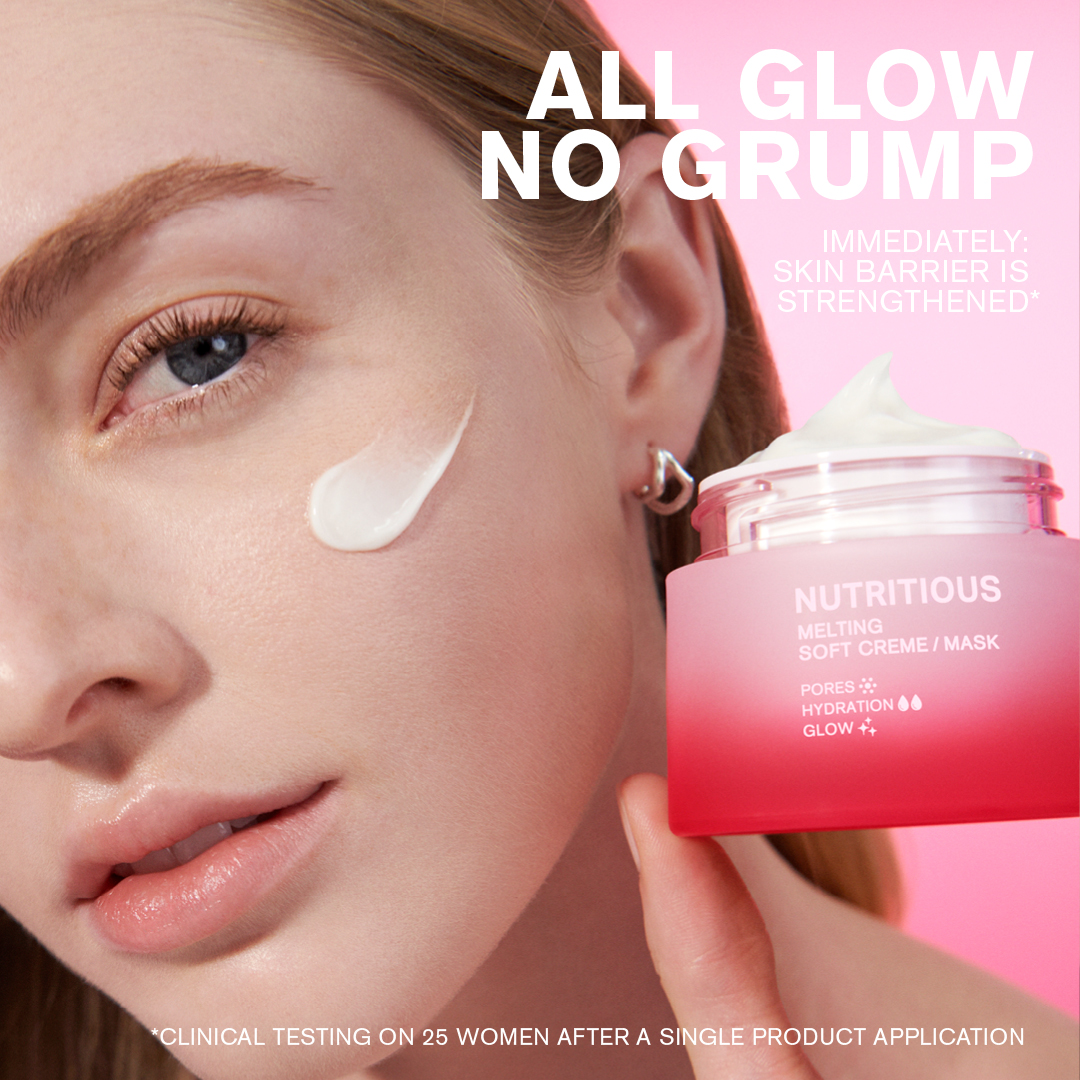 ALL GLOW
NO GRUMP
IMMEDIATELY:
SKIN BARRIER IS
STRENGTHENED*
NUTRITIOUS
MELTING
SOFT CREME / MASK
PORES
HYDRATION
GLOW
*CLINICAL TESTING ON 25 WOMEN AFTER A SINGLE PRODUCT APPLICATION